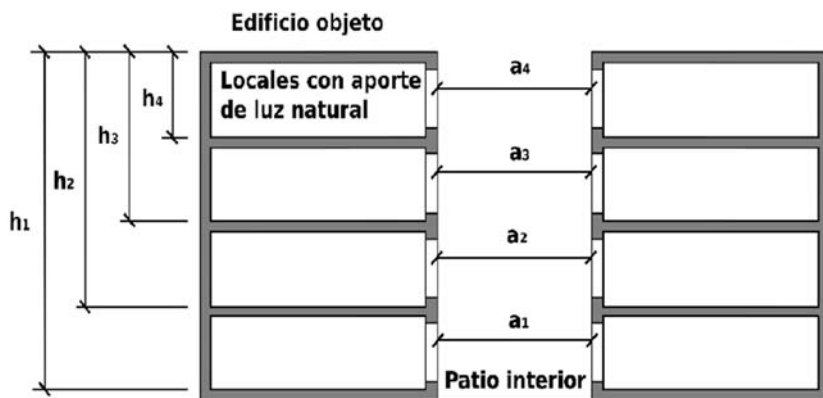 Edificio objeto
Locales con aporte
de luz natural
h4
h3
h2
h1
a4
a3
a2
a1
Patio interior